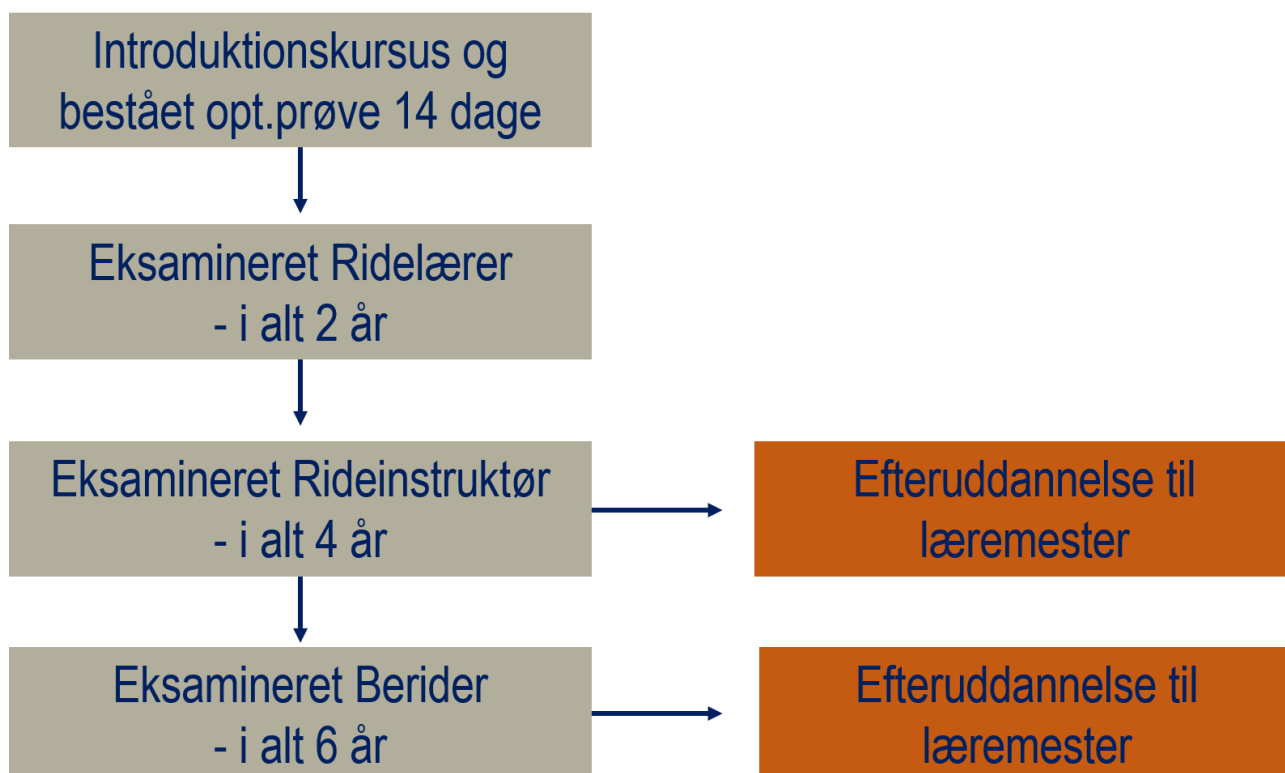 Introduktionskursus og
bestået opt.prøve 14 dage
Eksamineret Ridelærer
- i alt 2 år
Eksamineret Rideinstruktør
- i alt 4 år
Efteruddannelse til
læremester
Eksamineret Berider
- i alt 6 år
Efteruddannelse til
læremester